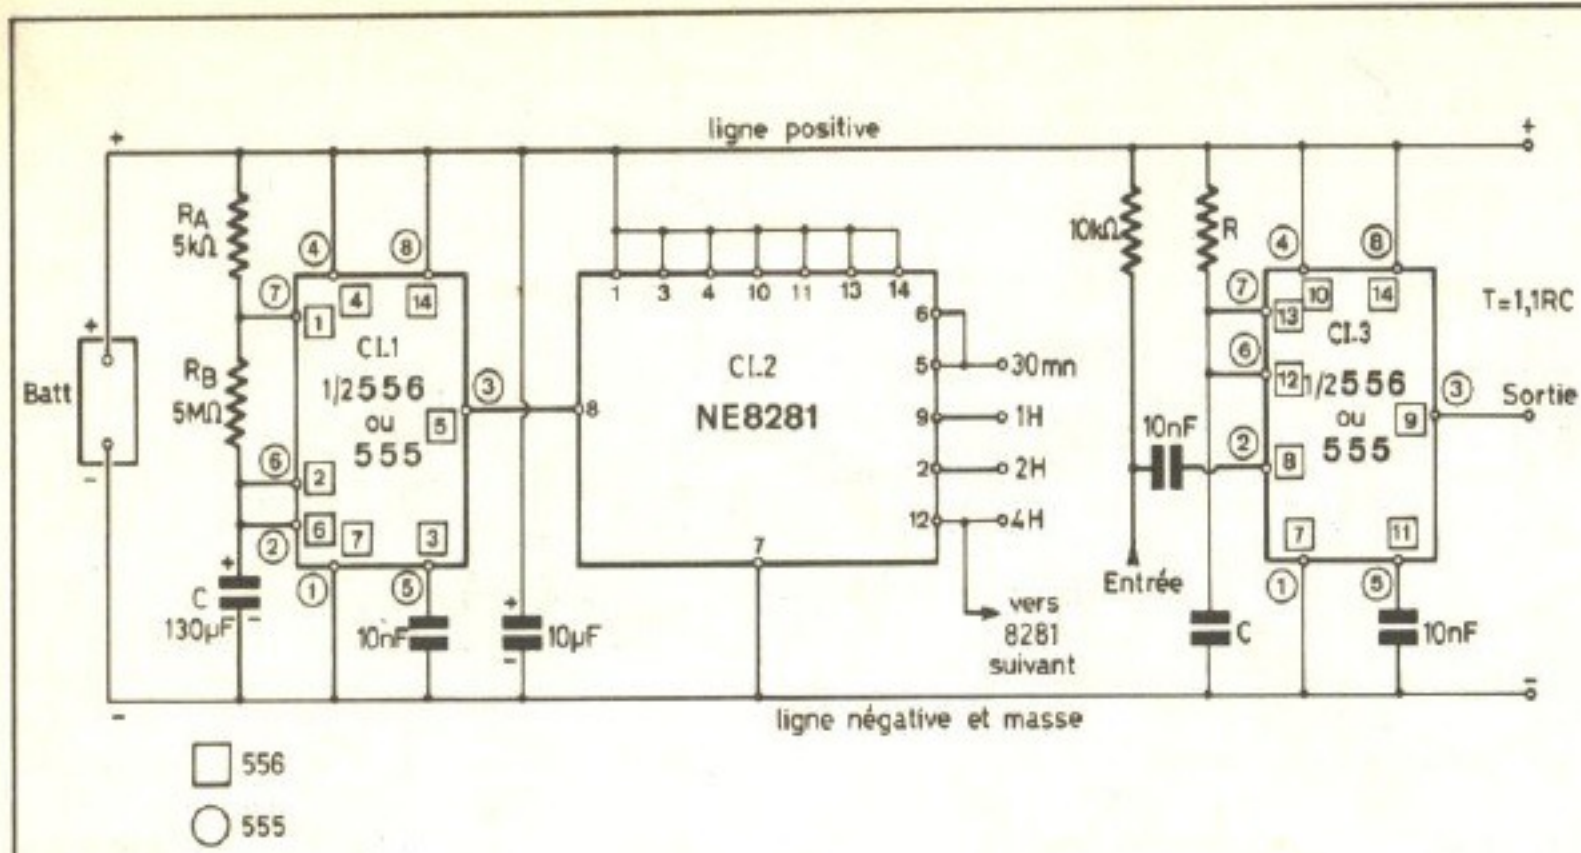 ligne positive
+
+
+
Batt
-
-
RA
5kΩ
RB
5MΩ
C
130µF
+
-
7
6
2
4
8
1
5
3
1
2
6
4
14
7
3
5
CI.1
1/2 556
ou
555
10nF
+
10µF
-
CI.2
NE8281
1
3
4
10
11
13
14
8
7
6
5
9
2
12
30mn
1H
2H
4H
vers
8281
suivant
10kΩ
R
10nF
Entrée
C
7
6
2
4
8
1
5
3
13
12
8
10
14
7
11
9
CI.3
1/2 556
ou
555
10nF
T=1,1RC
Sortie
-
ligne négative et masse
556
555